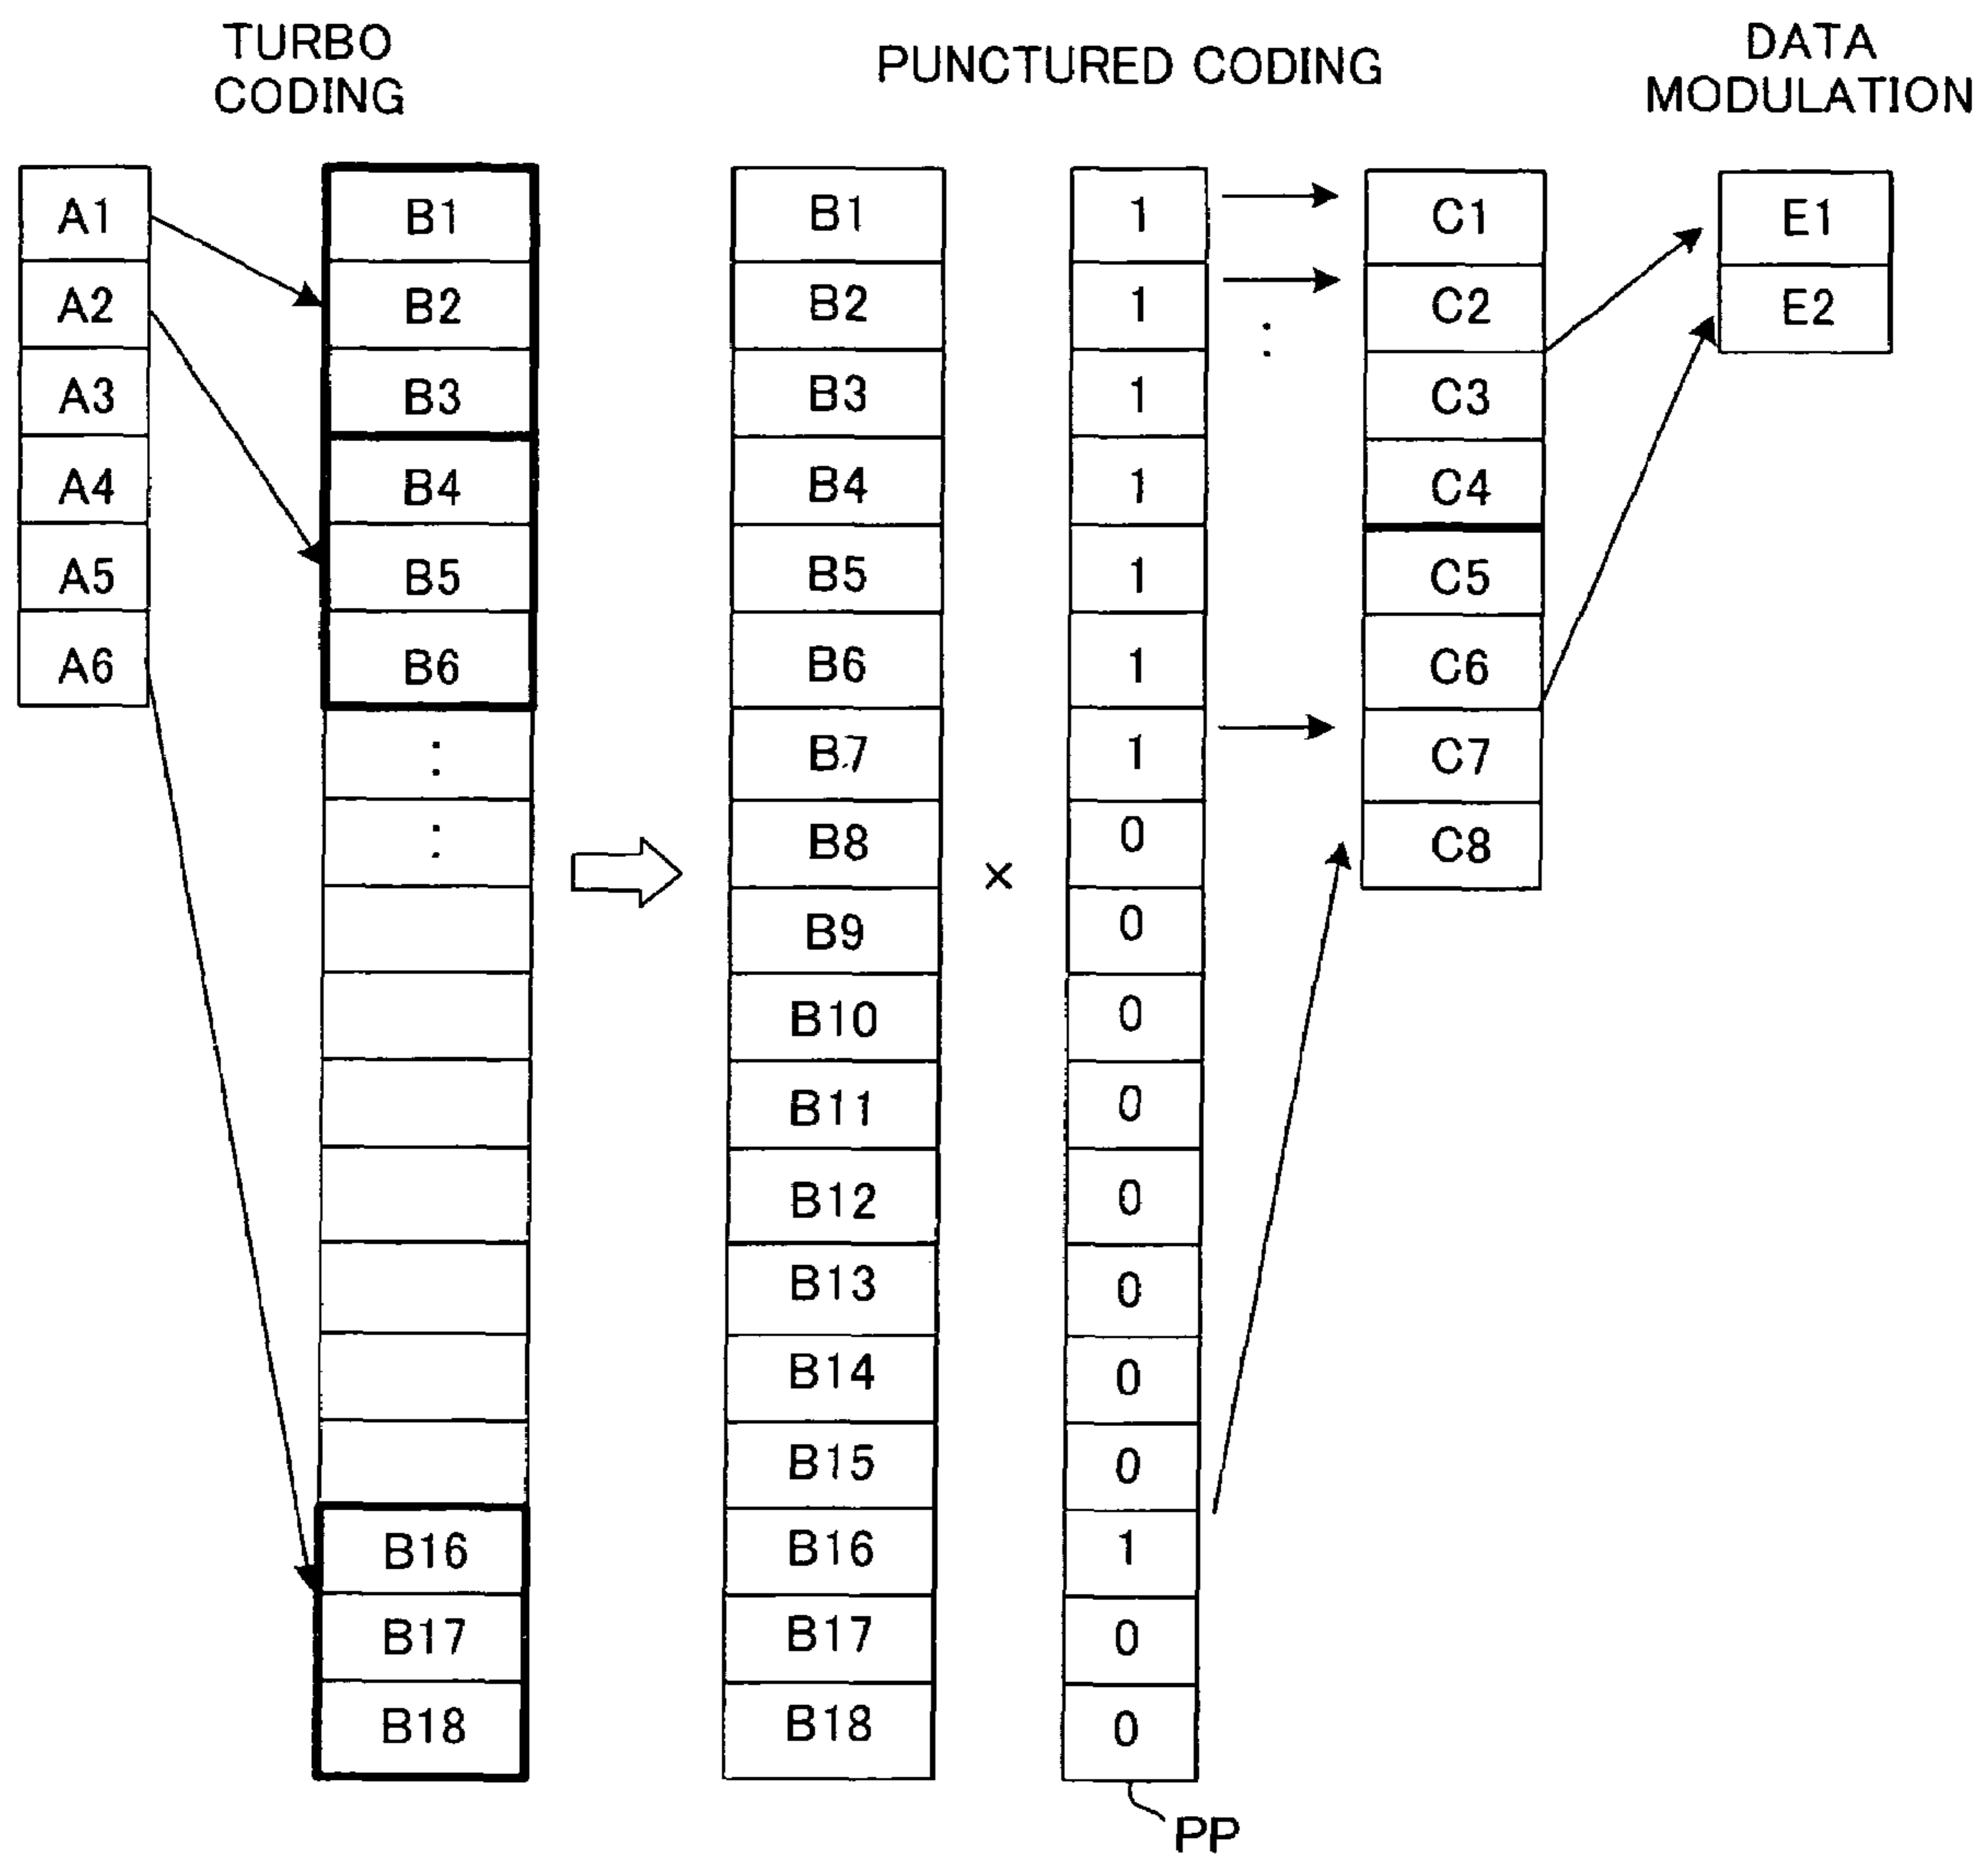 TURBO
CODING
PUNCTURED CODING
DATA
MODULATION
A1
A2
A3
A4
A5
A6
B1
B2
B3
B4
B5
B6
:
:
B16
B17
B18
B1
B2
B3
B4
B5
B6
B7
B8
B9
B10
B11
B12
B13
B14
B15
B16
B17
B18
×
1
1
1
1
1
1
1
0
0
0
0
0
0
0
0
1
0
0
PP
:
C1
C2
C3
C4
C5
C6
C7
C8
E1
E2